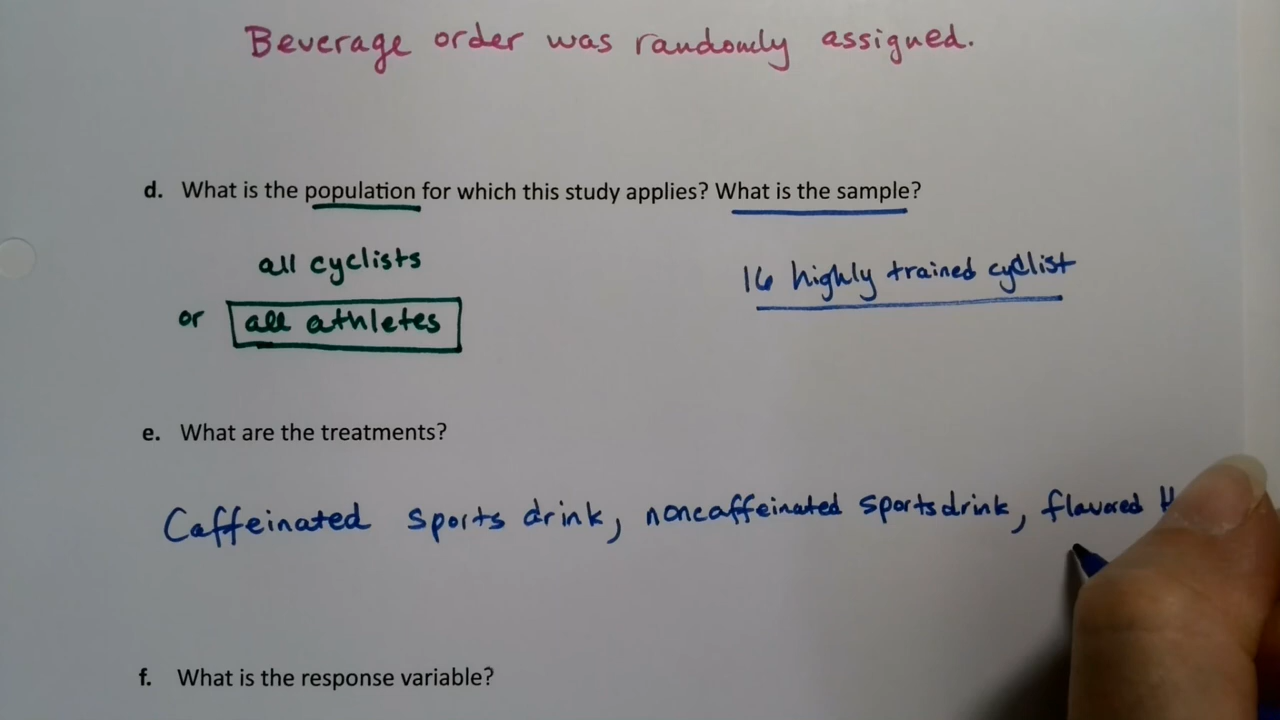 Beverage order was randomly assigned.
d. What is the population for which this study applies? What is the sample?
all cyclists
16 highly trained cyclist
or all athletes
e. What are the treatments?
Caffeinated sports drink, noncaffeinated sportsdrink, flavored
f. What is the response variable?